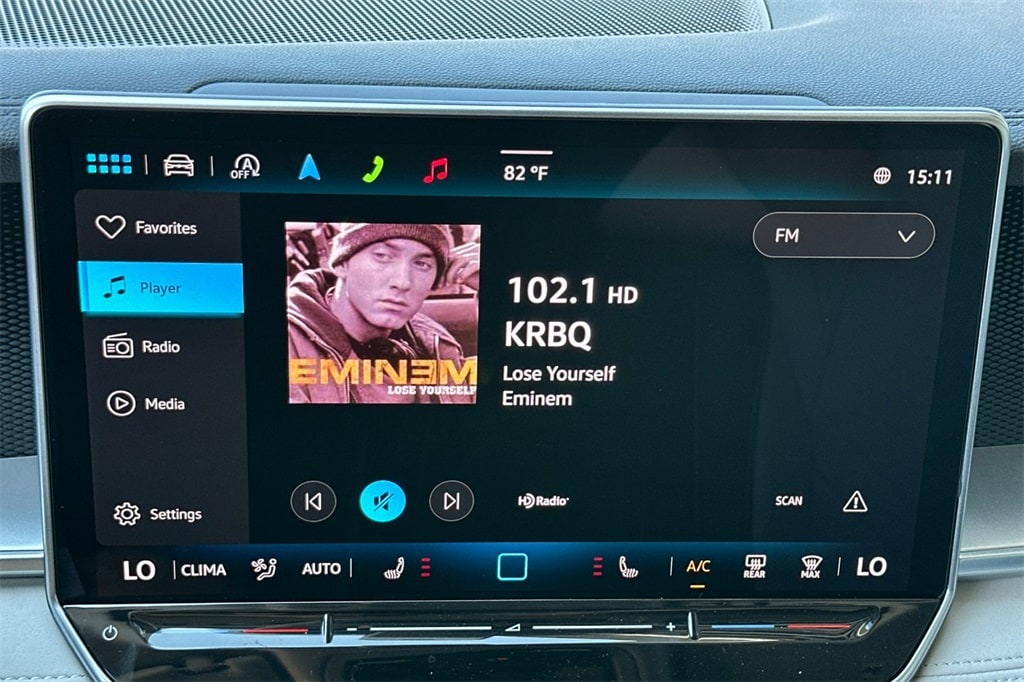 A
OFF
82 °F
15:11
Favorites
FM
Player
102.1 HD
KRBQ
Radio
Lose Yourself
EMINEM
LOSE YOURSELF
Eminem
Media
Settings
HD Radio
SCAN
LO
CLIMA
AUTO
A/C
REAR
MAX
LO
- +